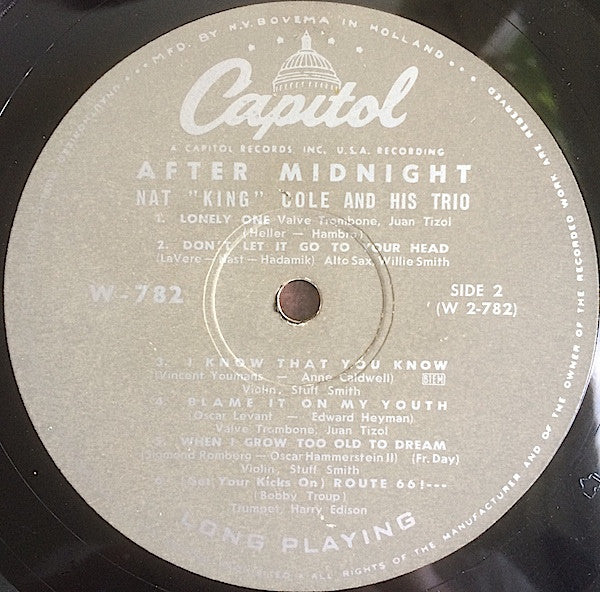 MFD. BY N.V. BOVEMA IN HOLLAND
Capitol
A CAPITOL RECORDS INC. U.S.A. RECORDING
AFTER MIDNIGHT
NAT "KING" COLE AND HIS TRIO
1. LONELY ONE Valve Trombone, Juan Tizol
(Heller — Hambro)
2. DON'T LET IT GO TO YOUR HEAD
(LaVere — East — Hadamik) Alto Sax, Willie Smith
W-782
SIDE 2
(W 2-782)
3. I KNOW THAT YOU KNOW
(Vincent Youmans — Anne Caldwell) BIEM
Violin, Stuff Smith
4. BLAME IT ON MY YOUTH
(Oscar Levant — Edward Heyman)
Valve Trombone, Juan Tizol
5. WHEN I GROW TOO OLD TO DREAM
(Sigmond Romberg — Oscar Hammerstein II) (Fr. Day)
Violin, Stuff Smith
(Get Your Kicks On) ROUTE 66!---
(Bobby Troup)
Trumpet, Harry Edison
LONG PLAYING
ALL RIGHTS OF THE MANUFACTURER AND OF THE OWNER OF THE RECORDED WORK ARE RESERVED